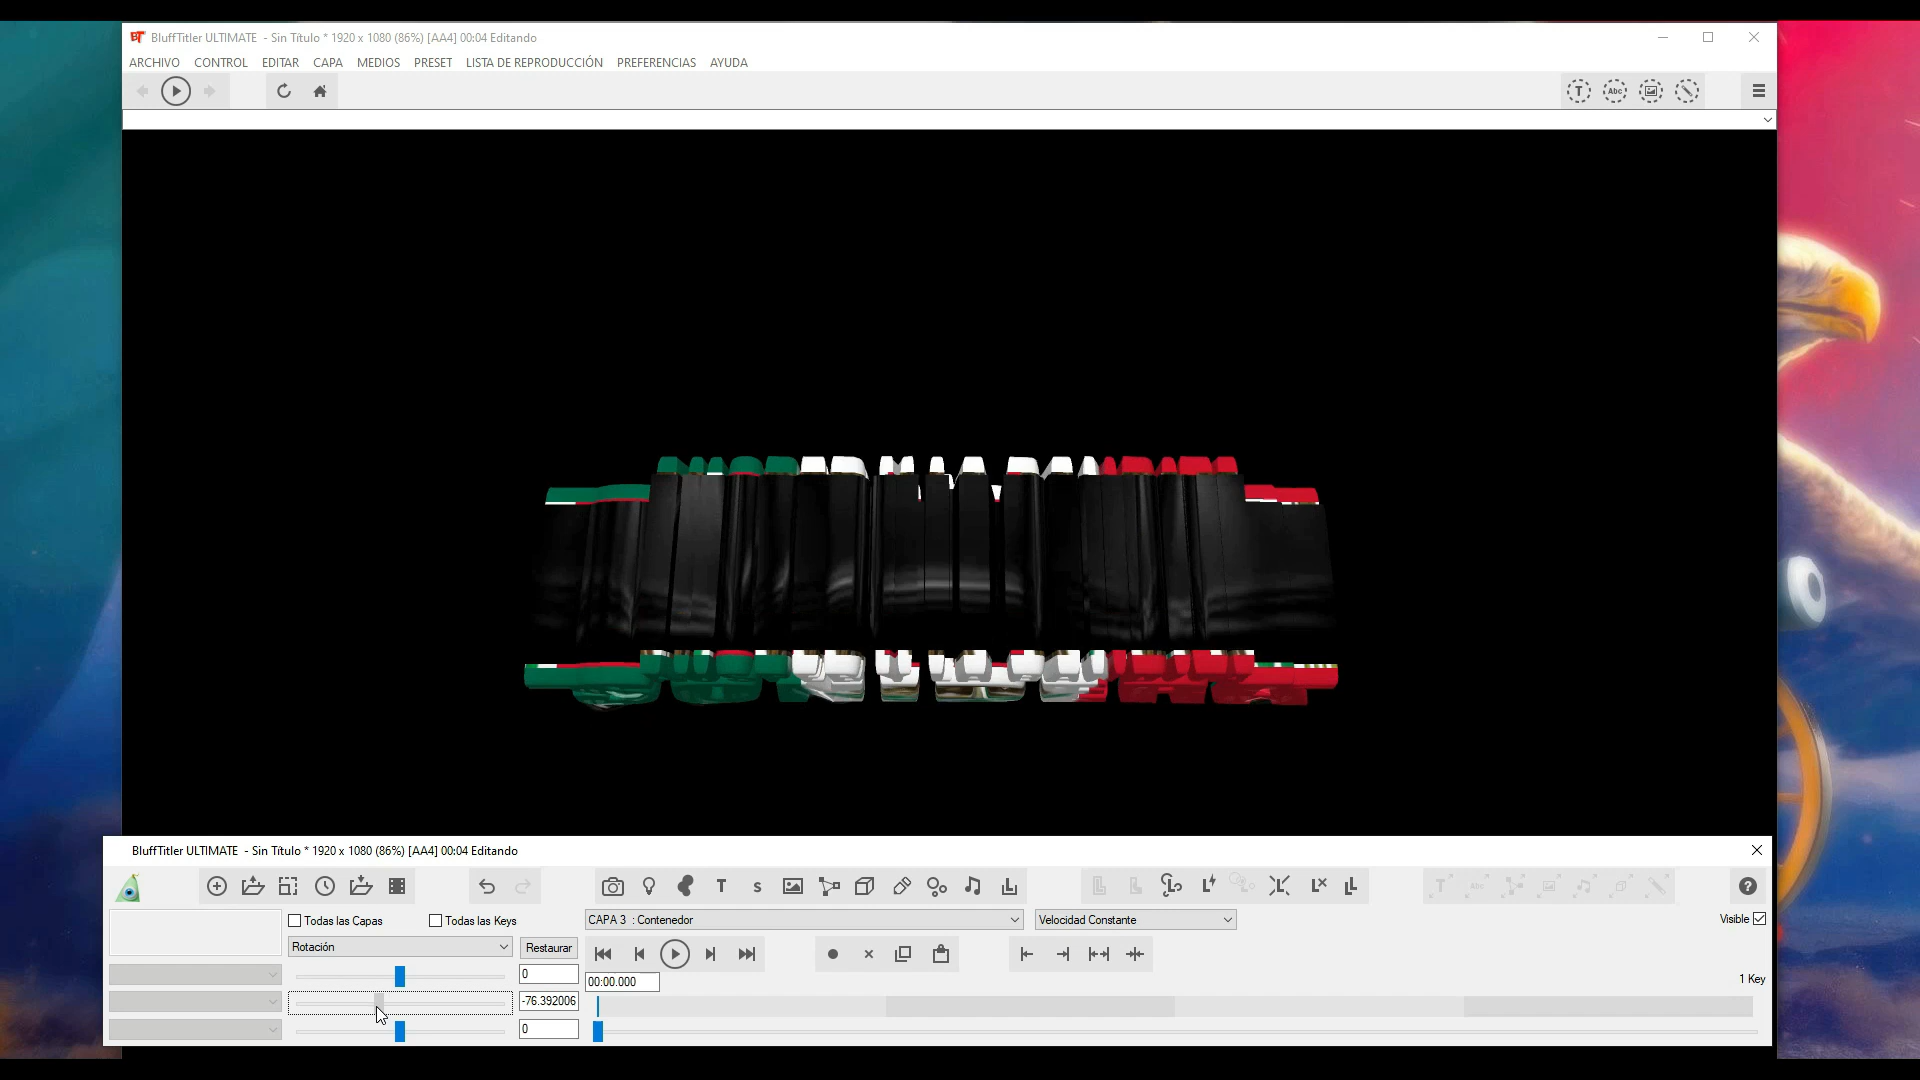 BluffTitler ULTIMATE - Sin Título * 1920 x 1080 (86%) [AA4] 00:04 Editando
ARCHIVO CONTROL EDITAR CAPA MEDIOS PRESET LISTA DE REPRODUCCIÓN PREFERENCIAS AYUDA
T Abc
BluffTitler ULTIMATE - Sin Título * 1920 x 1080 (86%) [AA4] 00:04 Editando
T S
Todas las Capas Todas las Keys CAPA 3 : Contenedor Velocidad Constante Visible
Rotación Restaurar
0 00:00.000 1 Key
-76.392006
0